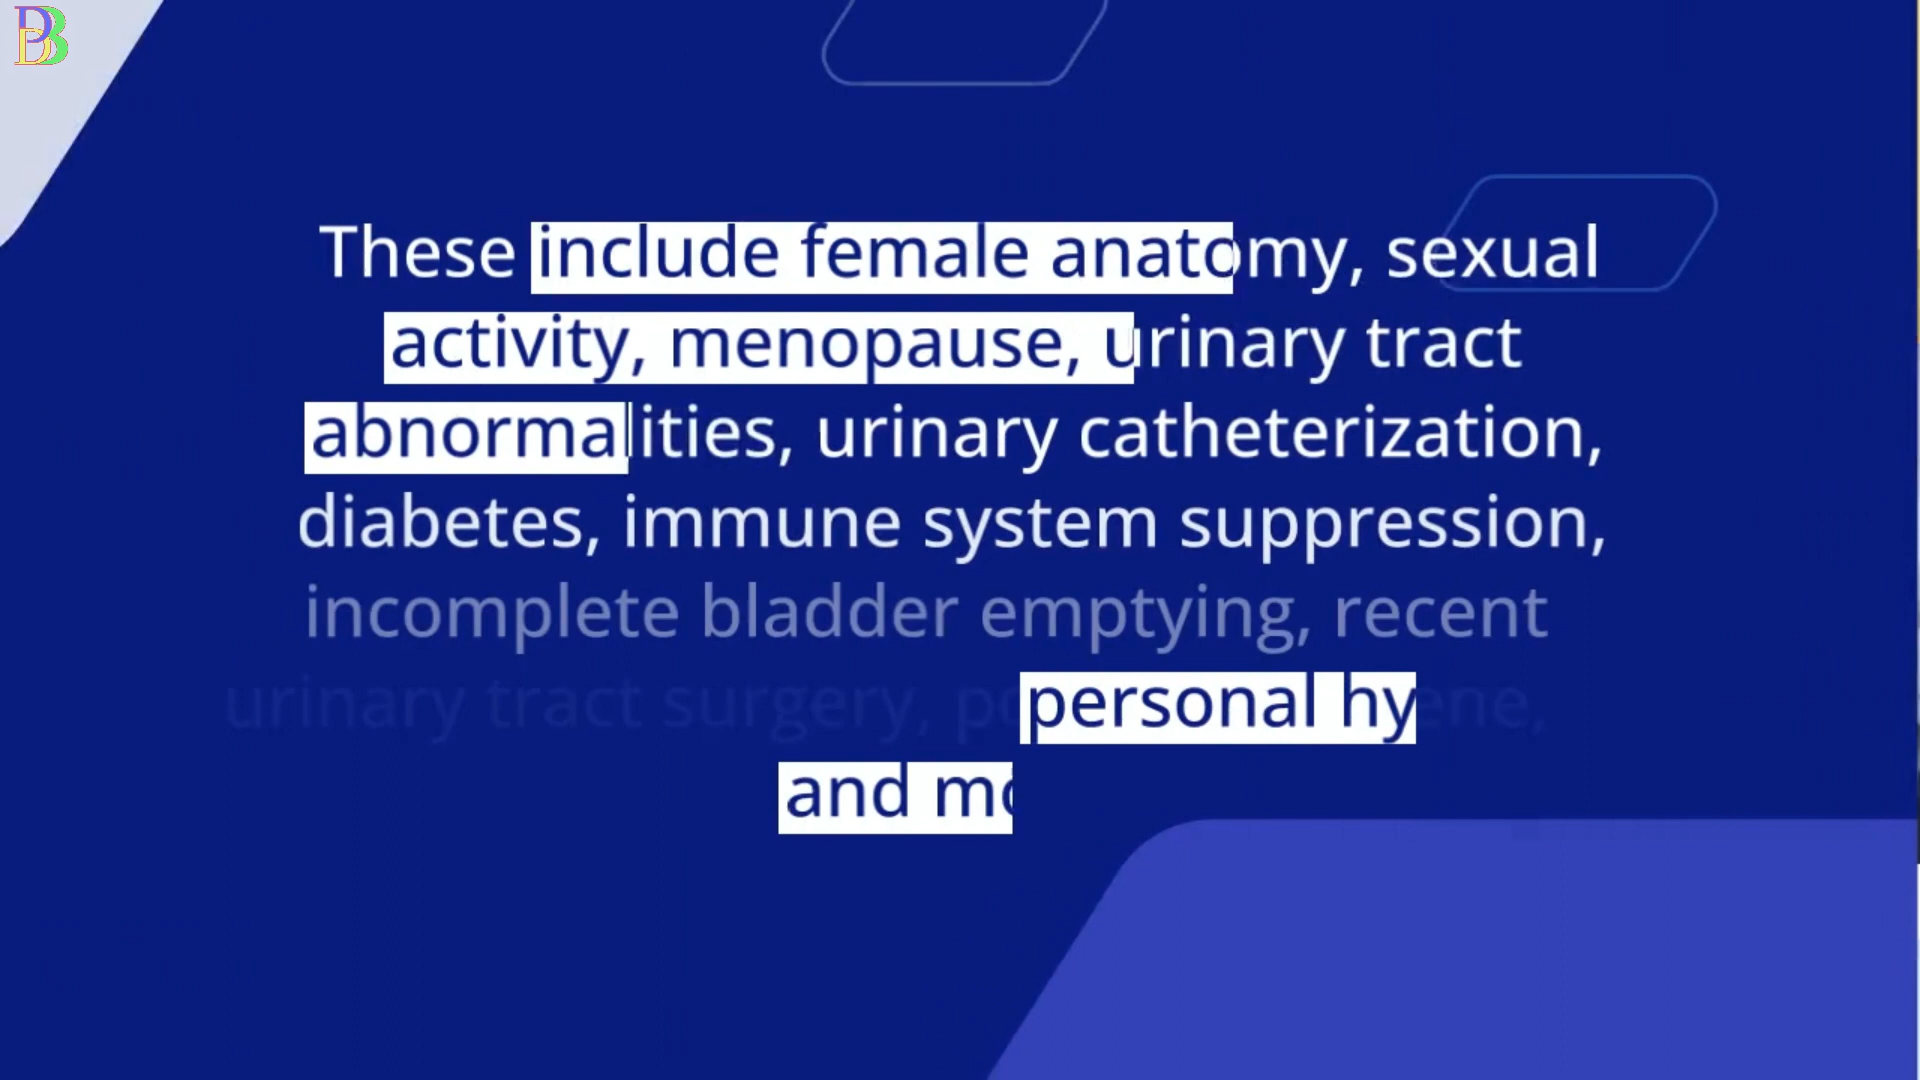 These include female anatomy, sexual
activity, menopause, urinary tract
abnormalities, urinary catheterization,
diabetes, immune system suppression,
incomplete bladder emptying, recent
urinary tract surgery, personal
and